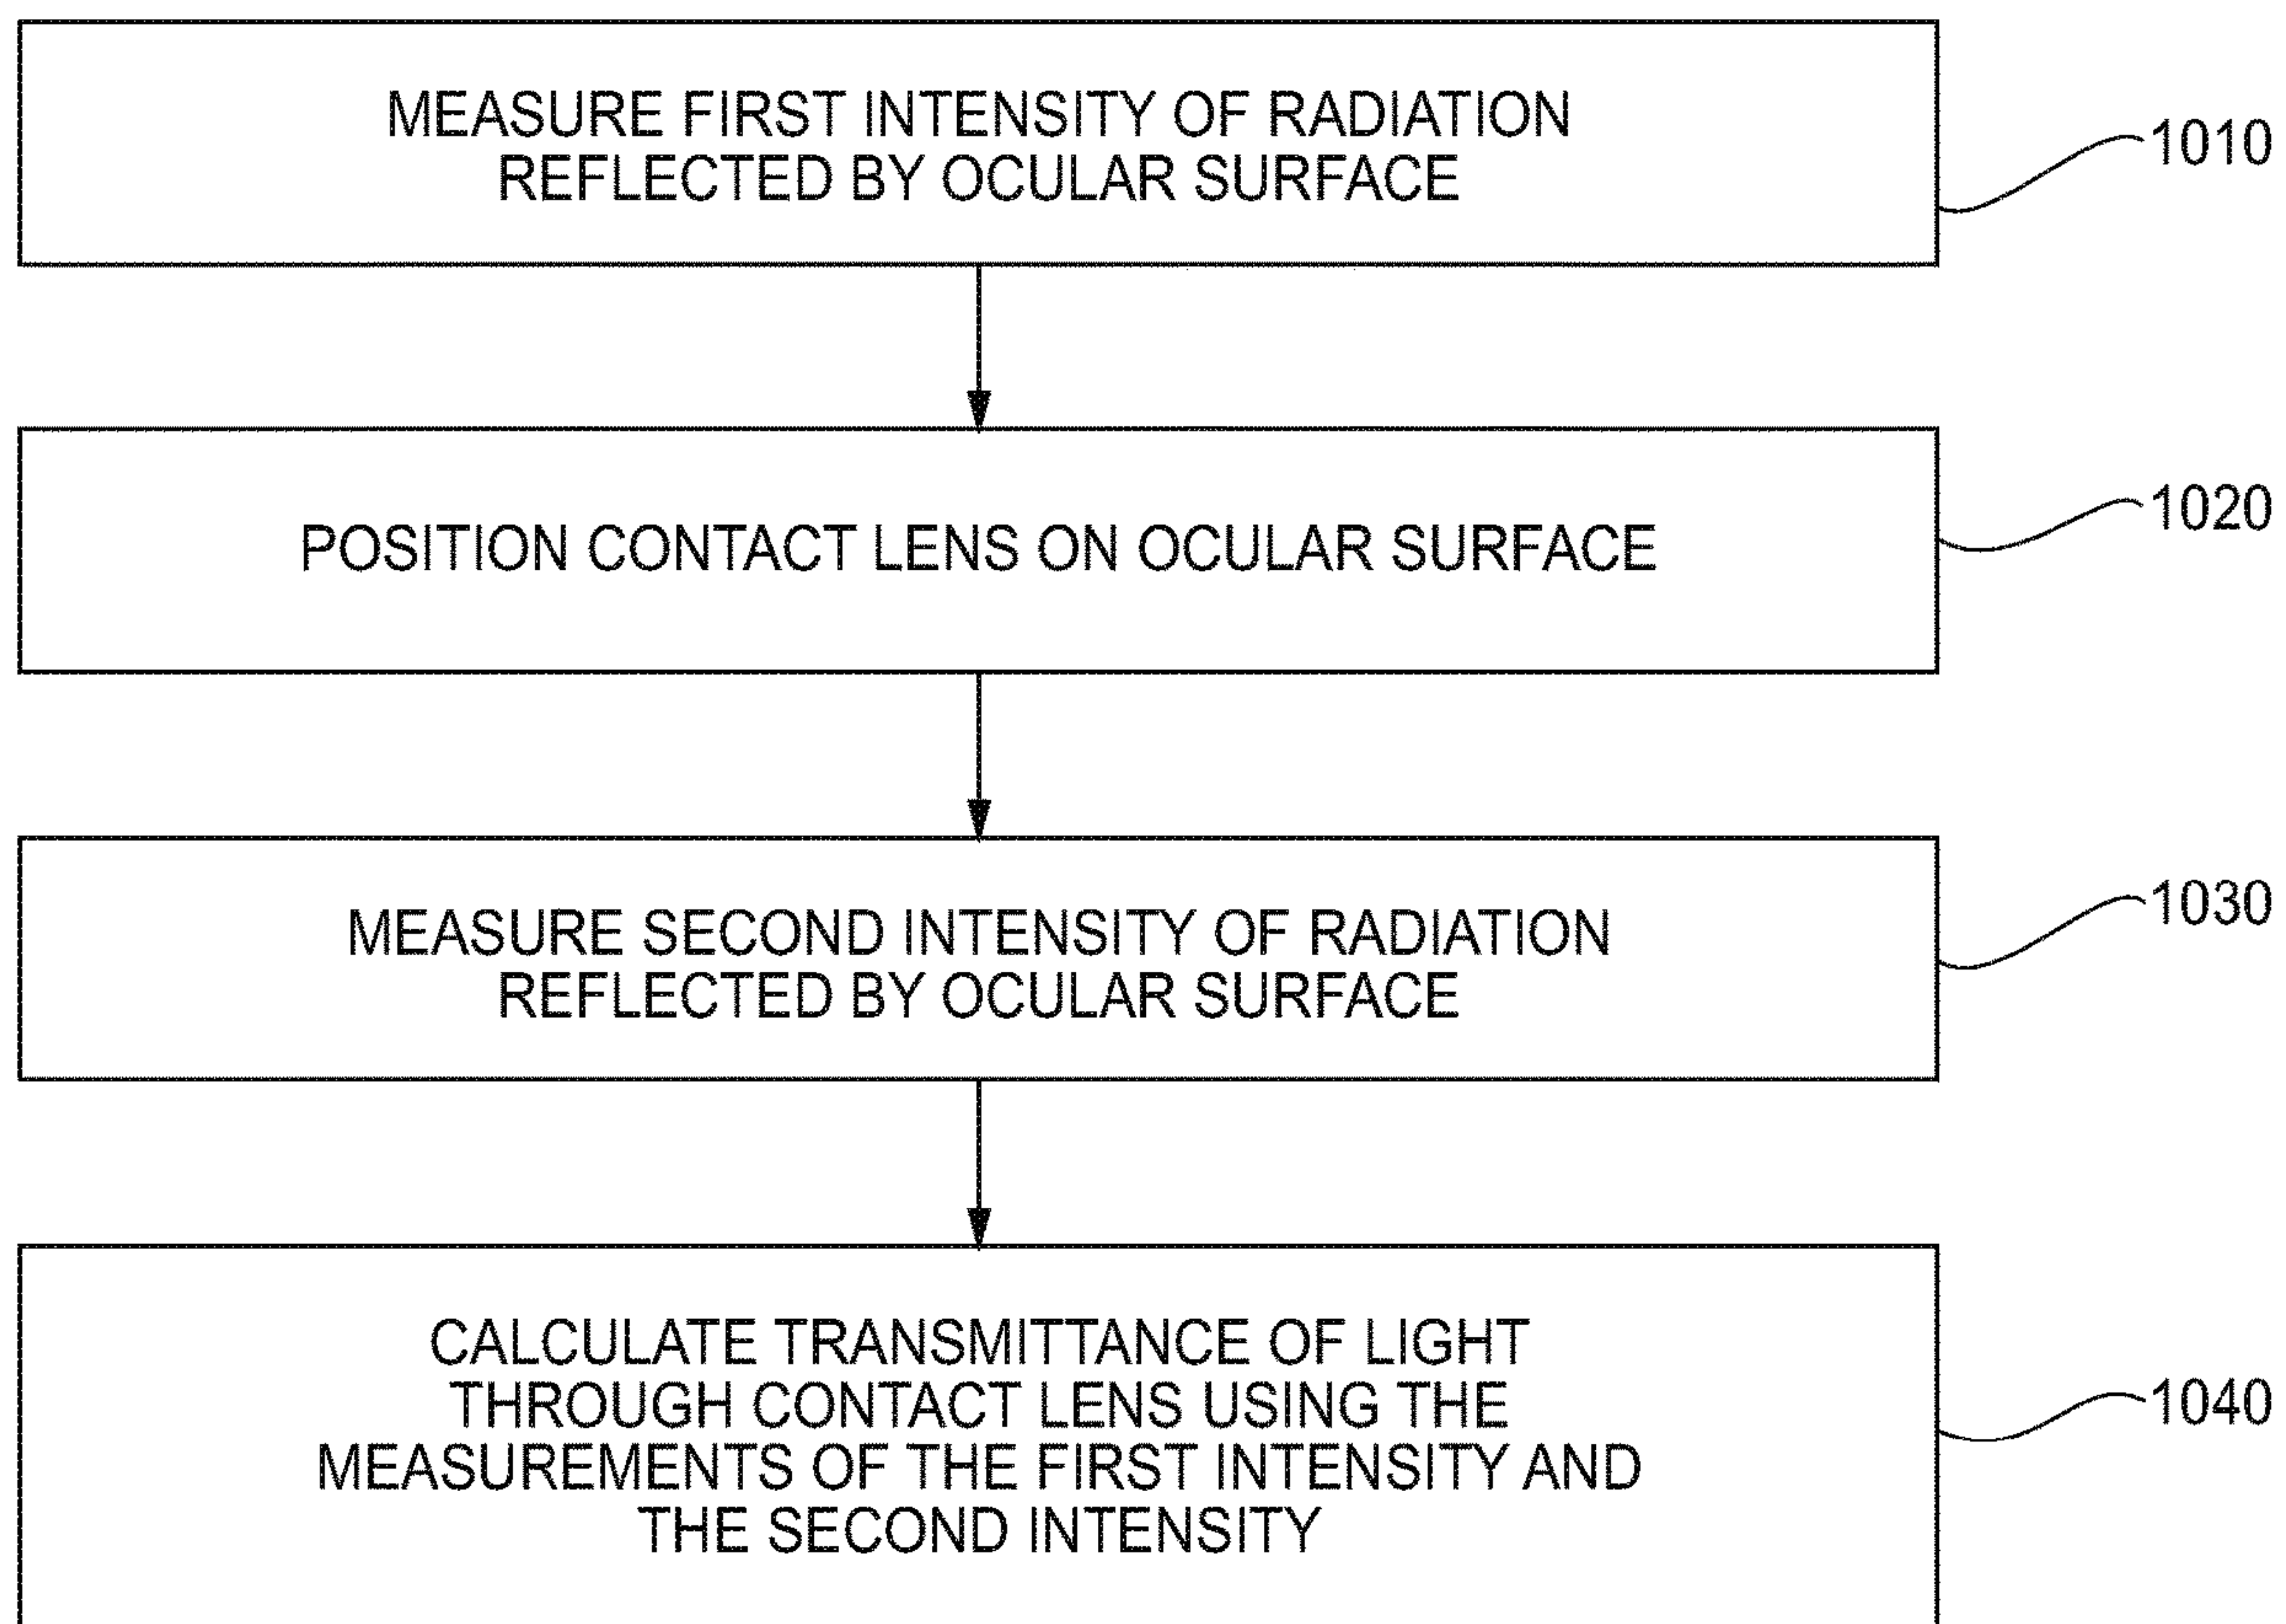 MEASURE FIRST INTENSITY OF RADIATION
REFLECTED BY OCULAR SURFACE
1010
POSITION CONTACT LENS ON OCULAR SURFACE
1020
MEASURE SECOND INTENSITY OF RADIATION
REFLECTED BY OCULAR SURFACE
1030
CALCULATE TRANSMITTANCE OF LIGHT
THROUGH CONTACT LENS USING THE
MEASUREMENTS OF THE FIRST INTENSITY AND
THE SECOND INTENSITY
1040